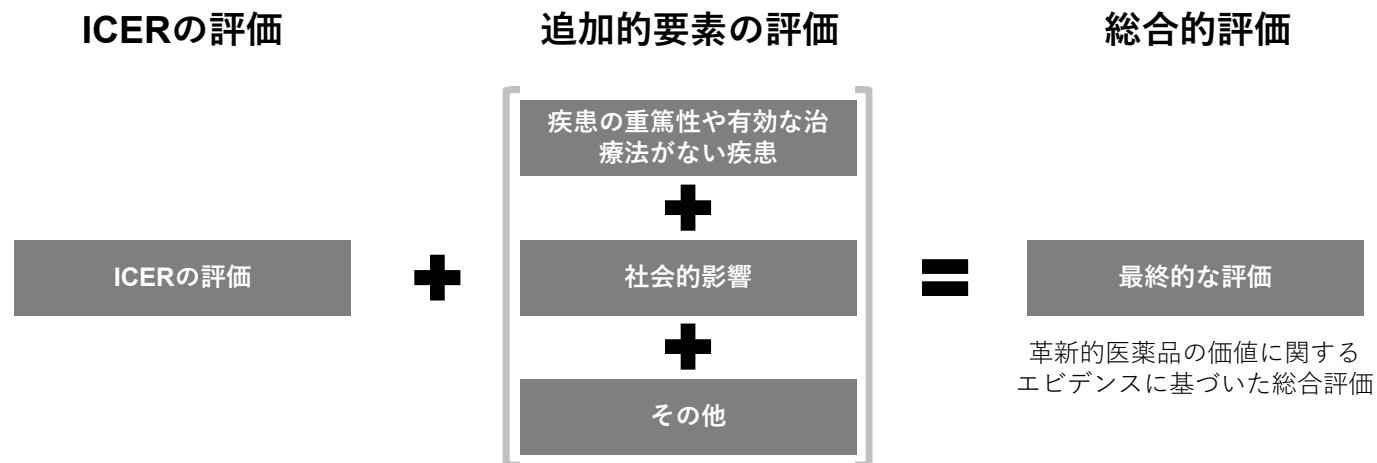 ICERの評価
追加的要素の評価
総合的評価
疾患の重篤性や有効な治
療法がない疾患
ICERの評価
社会的影響
最終的な評価
革新的医薬品の価値に関する
エビデンスに基づいた総合評価
その他